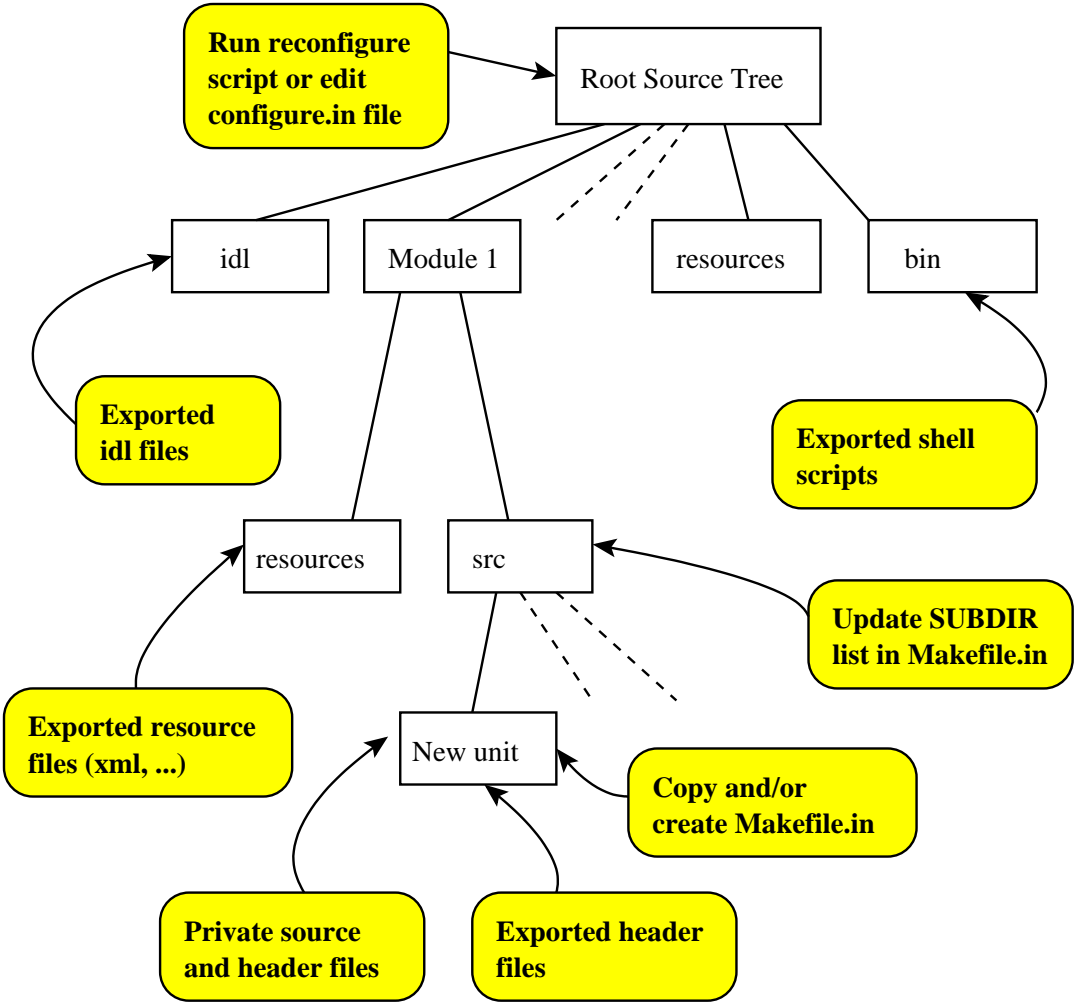 Run reconfigure
script or edit
configure.in file
Root Source Tree
idl
Module 1
resources
bin
Exported
idl files
Exported shell
scripts
resources
src
Update SUBDIR
list in Makefile.in
Exported resource
files (xml, ...)
New unit
Copy and/or
create Makefile.in
Private source
and header files
Exported header
files